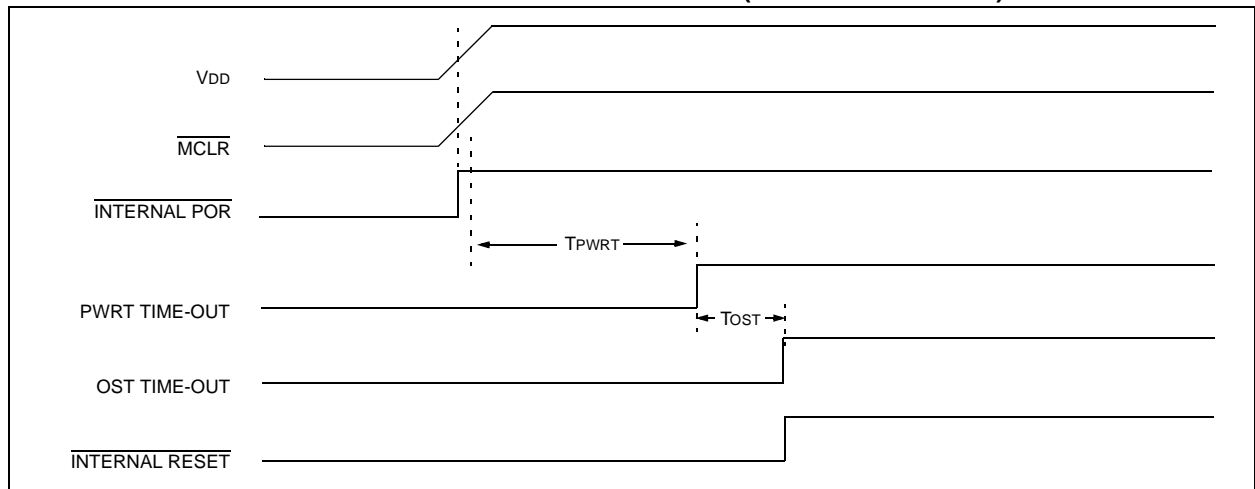 VDD
MCLR
INTERNAL POR
TPWRT
PWRT TIME-OUT
TOST
OST TIME-OUT
INTERNAL RESET